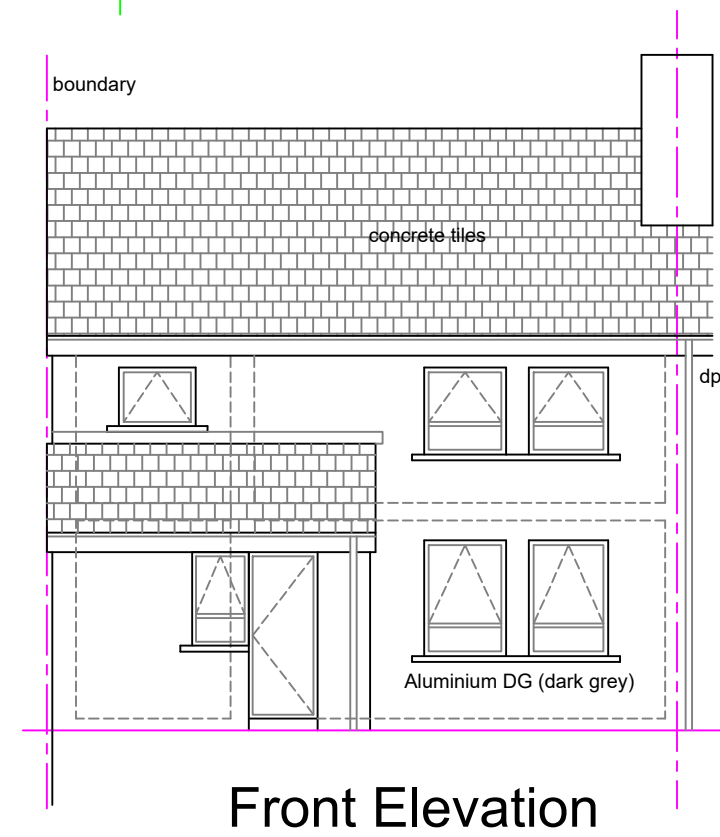 boundary
concrete tiles
dp
Aluminium DG (dark grey)
Front Elevation